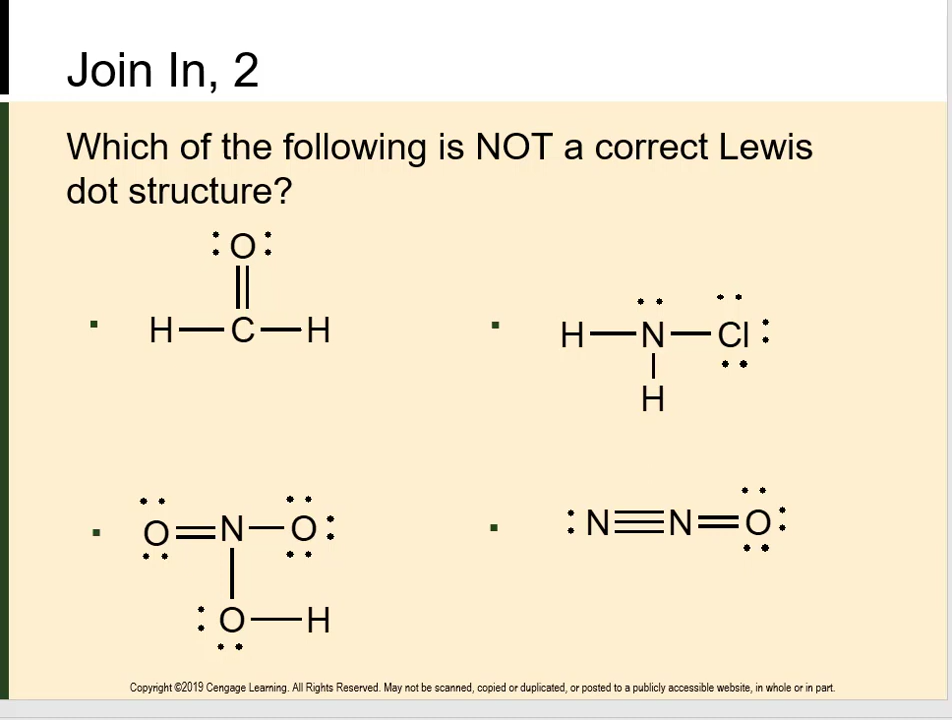 Join In, 2
Which of the following is NOT a correct Lewis
dot structure?
O
H C H
H N Cl
H
O N O
O H
N N O
Copyright ©2019 Cengage Learning. All Rights Reserved. May not be scanned, copied or duplicated, or posted to a publicly accessible website, in whole or in part.